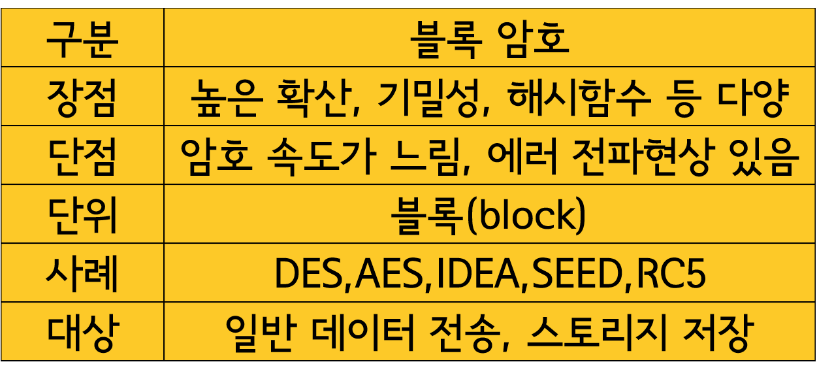 구분 블록 암호
장점 높은 확산, 기밀성, 해시함수 등 다양
단점 암호 속도가 느림, 에러 전파현상 있음
단위 블록(block)
사례 DES,AES,IDEA,SEED,RC5
대상 일반 데이터 전송, 스토리지 저장